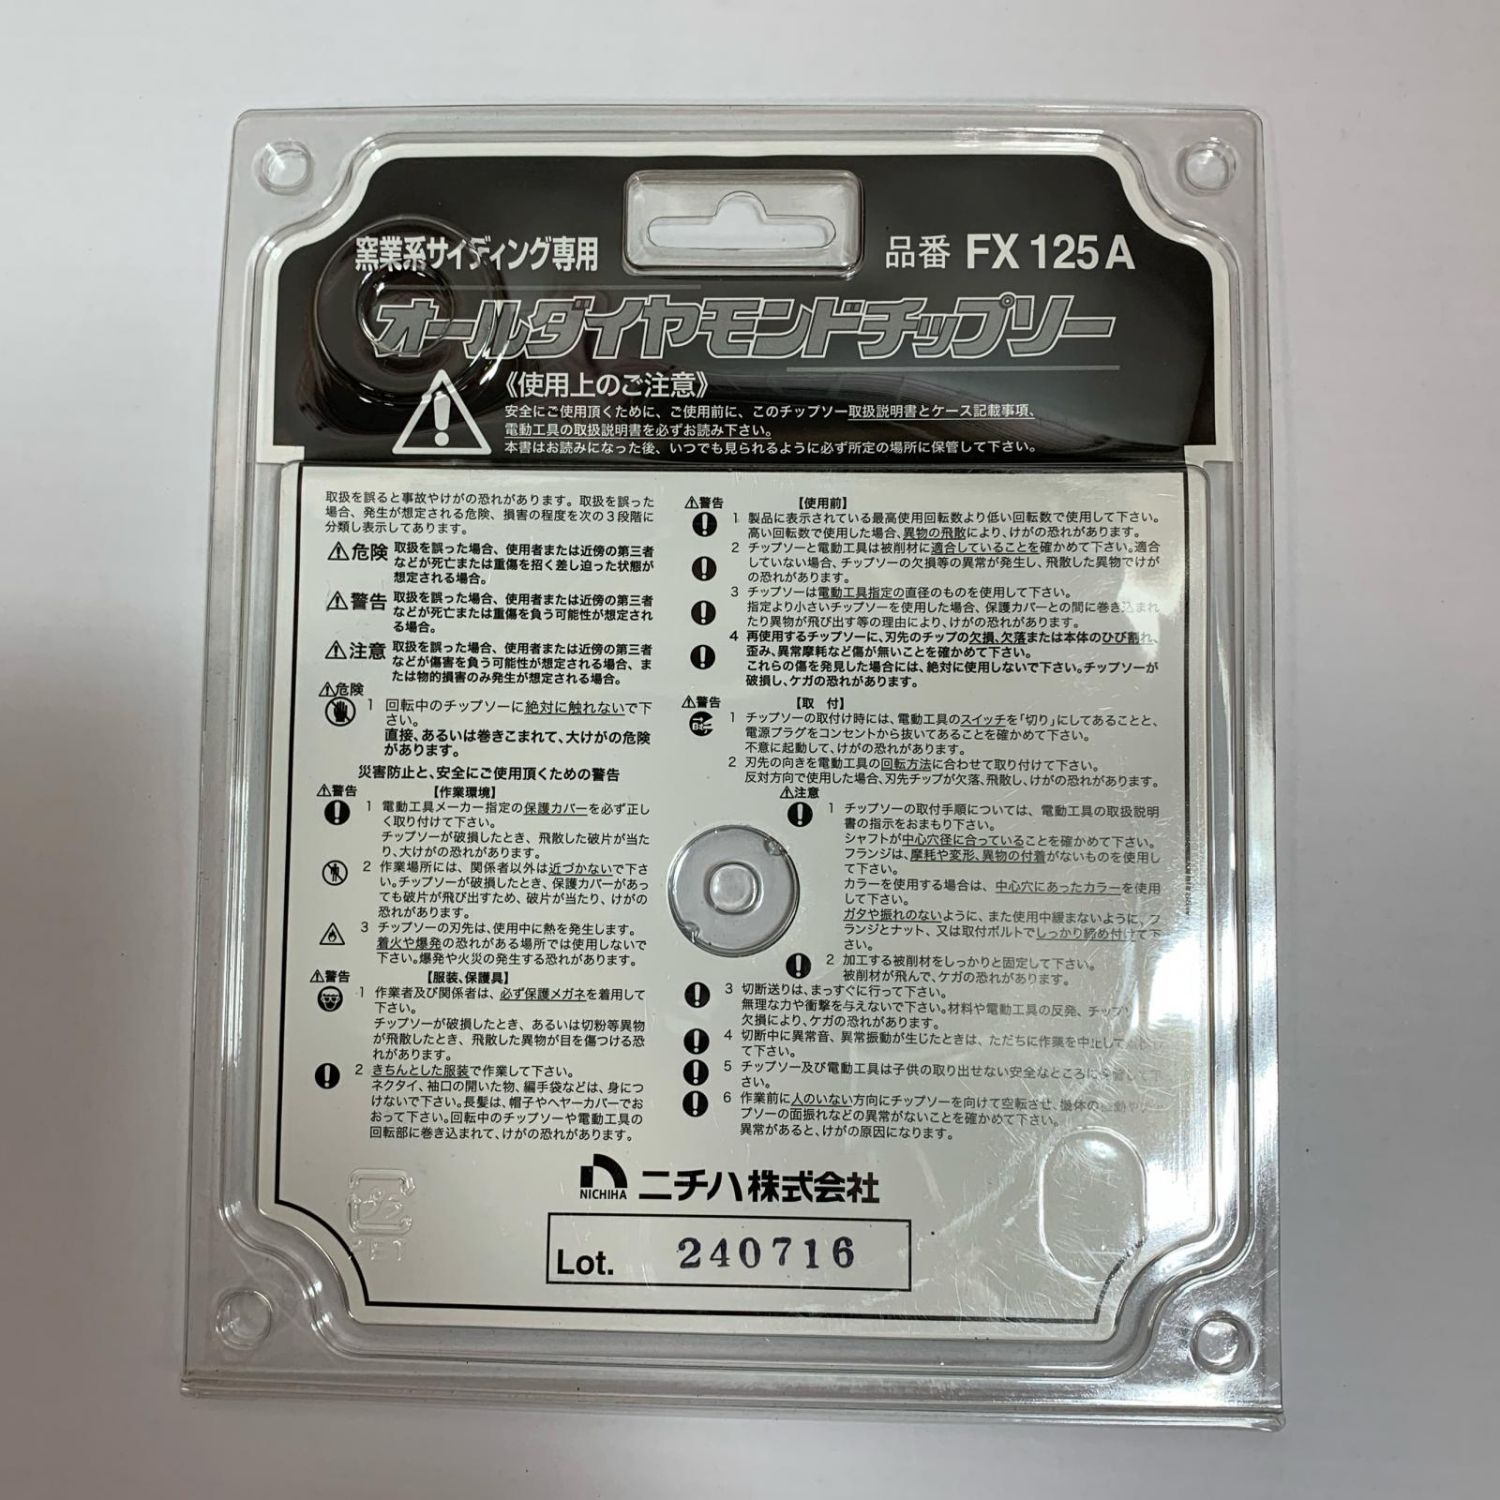 窯業系サイディング専用
品番 FX 125A
オールダイヤモンドチップソー
《使用上のご注意》
安全にご使用頂くために、ご使用前に、このチップソー取扱説明書とケース記載事項、
電動工具の取扱説明書を必ずお読み下さい。
本書はお読みになった後、いつでも見られるように必ず所定の場所に保管して下さい。
取扱を誤ると事故やけがの恐れがあります。取扱を誤った
場合、発生が想定される危険、損害の程度を次の3段階に
分類し表示してあります。
危険 取扱を誤った場合、使用者または近傍の第三者
などが死亡または重傷を招く差し迫った状態が
想定される場合。
警告 取扱を誤った場合、使用者または近傍の第三者
などが死亡または重傷を負う可能性が想定され
る場合。
注意 取扱を誤った場合、使用者または近傍の第三者
などが傷害を負う可能性が想定される場合、ま
たは物的損害のみ発生が想定される場合。
危険
1 回転中のチップソーに絶対に触れないで下
さい。
直接、あるいは巻きこまれて、大けがの危険
があります。
災害防止と、安全にご使用頂くための警告
警告 【作業環境】
1 電動工具メーカー指定の保護カバーを必ず正し
く取り付けて下さい。
チップソーが破損したとき、飛散した破片が当た
り、大けがの恐れがあります。
2 作業場所には、関係者以外は近づかないで下さ
い。チップソーが破損したとき、保護カバーがあっ
ても破片が飛び出すため、破片が当たり、けがの
恐れがあります。
3 チップソーの刃先は、使用中に熱を発生します。
着火や爆発の恐れがある場所では使用しないで
下さい。爆発や火災の発生する恐れがあります。
警告 【服装、保護具】
1 作業者及び関係者は、必ず保護メガネを着用して
下さい。
チップソーが破損したとき、あるいは切粉等異物
が飛散したとき、飛散した異物が目を傷つける恐
れがあります。
2 きちんとした服装で作業して下さい。
ネクタイ、袖口の開いた物、編手袋などは、身につ
けないで下さい。長髪は、帽子やヘヤーカバーでお
おって下さい。回転中のチップソーや電動工具の
回転部に巻き込まれて、けがの恐れがあります。
警告 【使用前】
1 製品に表示されている最高使用回転数より低い回転数で使用して下さい。
高い回転数で使用した場合、異物の飛散により、けがの恐れがあります。
2 チップソーと電動工具は被削材に適合していることを確かめて下さい。適合
していない場合、チップソーの欠損等の異常が発生し、飛散した異物でけが
の恐れがあります。
3 チップソーは電動工具指定の直径のものを使用して下さい。
指定より小さいチップソーを使用した場合、保護カバーとの間に巻き込まれ
たり異物が飛び出す等の理由により、けがの恐れがあります。
4 再使用するチップソーに、刃先のチップの欠損、欠落または本体のひび割れ、
歪み、異常摩耗など傷が無いことを確かめて下さい。
これらの傷を発見した場合には、絶対に使用しないで下さい。チップソーが
破損し、ケガの恐れがあります。
警告 【取 付】
1 チップソーの取付け時には、電動工具のスイッチを「切り」にしてあることと、
電源プラグをコンセントから抜いてあることを確かめて下さい。
不意に起動して、けがの恐れがあります。
2 刃先の向きを電動工具の回転方法に合わせて取り付けて下さい。
反対方向で使用した場合、刃先チップが欠落、飛散し、けがの恐れがあります。
注意
1 チップソーの取付手順については、電動工具の取扱説明
書の指示をおまもり下さい。
シャフトが中心穴径に合っていることを確かめて下さい。
フランジは、摩耗や変形、異物の付着がないものを使用し
て下さい。
カラーを使用する場合は、中心穴にあったカラーを使用
して下さい。
ガタや振れのないように、また使用中緩まないように、フ
ランジとナット、又は取付ボルトでしっかり締め付けて下
さい。
2 加工する被削材をしっかりと固定して下さい。
被削材が飛んで、ケガの恐れがあります。
3 切断送りは、まっすぐに行って下さい。
無理な力や衝撃を与えないで下さい。材料や電動工具の反発、チップ
欠損により、ケガの恐れがあります。
4 切断中に異常音、異常振動が生じたときは、ただちに作業を中止して
て下さい。
5 チップソー及び電動工具は子供の取り出せない安全なところに保管して下
さい。
6 作業前に人のいない方向にチップソーを向けて空転させ、機体の振動や
プソーの面振れなどの異常がないことを確かめて下さい。
異常があると、けがの原因になります。
NICHIHA ニチハ株式会社
プラ
Lot. 240716